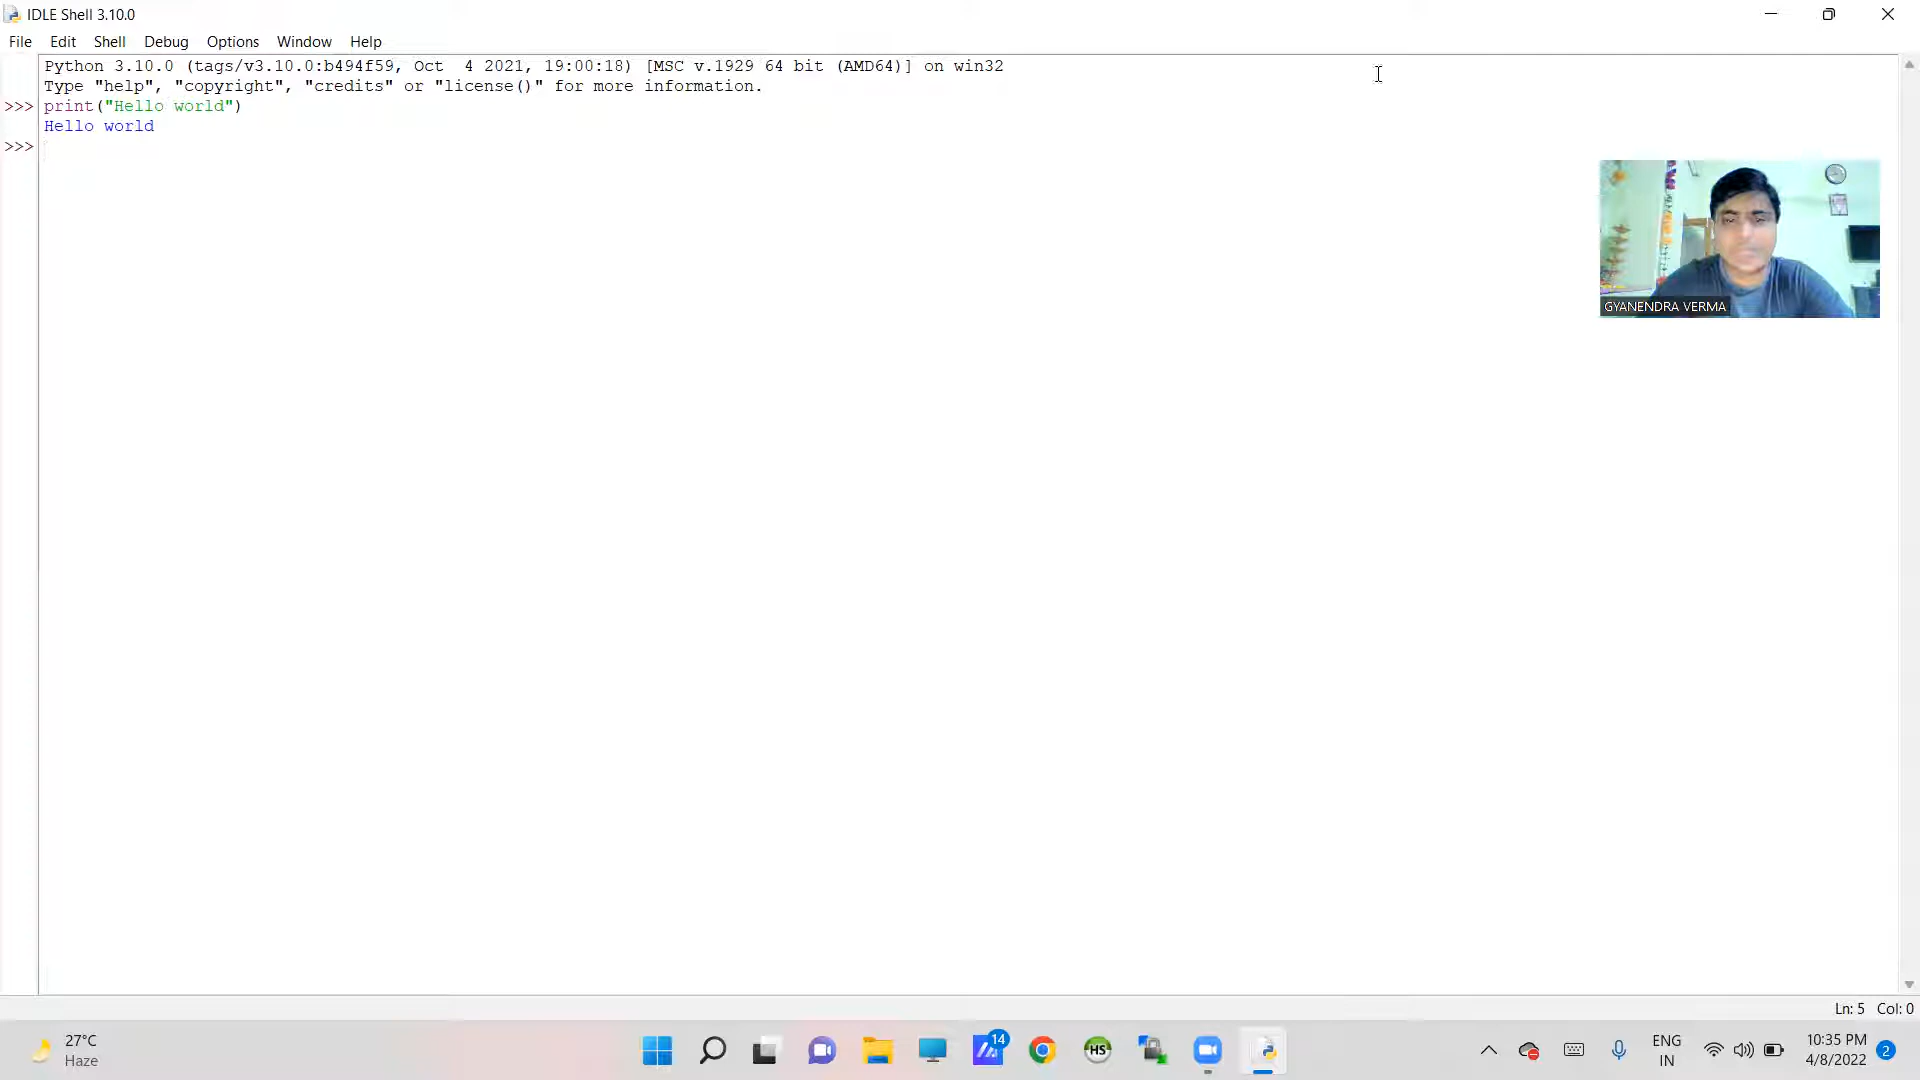 IDLE Shell 3.10.0
File Edit Shell Debug Options Window Help
Python 3.10.0 (tags/v3.10.0:b494f59, Oct  4 2021, 19:00:18) [MSC v.1929 64 bit (AMD64)] on win32
Type "help", "copyright", "credits" or "license()" for more information.
>>> print("Hello world")
Hello world
>>>
GYANENDRA VERMA
Ln: 5 Col: 0
27°C
Haze
14
HS
ENG
IN
10:35 PM
4/8/2022
2